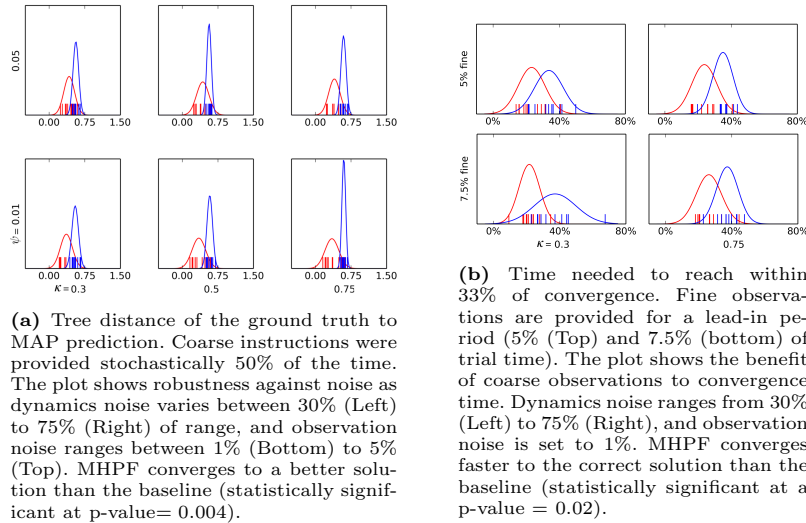 0.05
0.00 0.75 1.50 0.00 0.75 1.50 0.00 0.75 1.50
ψ=0.01
0.00 0.75 1.50 0.00 0.75 1.50 0.00 0.75 1.50
κ=0.3 0.5 0.75
(a) Tree distance of the ground truth to
MAP prediction. Coarse instructions were
provided stochastically 50% of the time.
The plot shows robustness against noise as
dynamics noise varies between 30% (Left)
to 75% (Right) of range, and observation
noise ranges between 1% (Bottom) to 5%
(Top). MHPF converges to a better solu-
tion than the baseline (statistically signif-
icant at p-value= 0.004).
5% fine
0% 40% 80% 0% 40% 80%
7.5% fine
0% 40% 80% 0% 40% 80%
κ=0.3 0.75
(b) Time needed to reach within
33% of convergence. Fine observa-
tions are provided for a lead-in pe-
riod (5% (Top) and 7.5% (bottom) of
trial time). The plot shows the benefit
of coarse observations to convergence
time. Dynamics noise ranges from 30%
(Left) to 75% (Right), and observation
noise is set to 1%. MHPF converges
faster to the correct solution than the
baseline (statistically significant at a
p-value = 0.02).